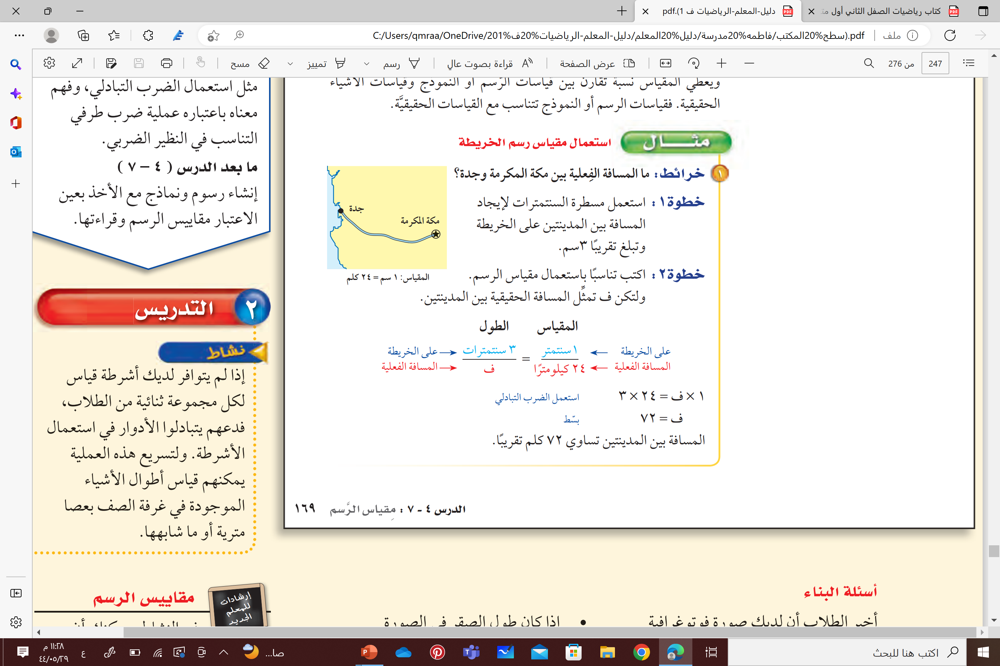 كتاب رياضيات الصفل الثاني أول مت
دليل-المعلم-الرياضيات ف 1).pdf
ملف
C:/Users/qmraa/OneDrive/201%20سطح%20المكتب/فاطمه%20مدرسة/دليل%20المعلم/دليل-المعلم-الرياضيات%20ف).pdf
247
من 276
عرض الصفحة
قراءة بصوت عالٍ
رسم
تمييز
مسح
ويعطي المقياس نسبة تقارن بين قياسات الرَّسم أو النموذج وقياسات الأشياء
الحقيقية. فقياسات الرسم أو النموذج تتناسب مع القياسات الحقيقيَّة.
مثـــال
استعمال مقياس رسم الخريطة
١ خرائط: ما المسافة الفِعلية بين مكة المكرمة وجدة؟
خطوة١ : استعمل مسطرة السنتمترات لإيجاد
المسافة بين المدينتين على الخريطة
وتبلغ تقريبًا ٣سم.
جدة
مكة المكرمة
المقياس: ١ سم = ٢٤ كلم
خطوة٢ : اكتب تناسبًا باستعمال مقياس الرسم.
ولتكن ف تمثِّل المسافة الحقيقية بين المدينتين.
المقياس الطول
على الخريطة ← ١ سنتمتر = ٣ سنتمترات → على الخريطة
المسافة الفعلية ← ٢٤ كيلومترًا ف → المسافة الفعلية
١ × ف = ٢٤ × ٣ استعمل الضرب التبادلي
ف = ٧٢ بسّط
المسافة بين المدينتين تساوي ٧٢ كلم تقريبًا.
الدرس ٤ - ٧ : مِقياس الرَّسم ١٦٩
مثل استعمال الضرب التبادلي، وفهم
معناه باعتباره عملية ضرب طرفي
التناسب في النظير الضربي.
ما بعد الدرس ( ٤ – ٧ )
إنشاء رسوم ونماذج مع الأخذ بعين
الاعتبار مقاييس الرسم وقراءتها.
٢ التدريس
نشاط
إذا لم يتوافر لديك أشرطة قياس
لكل مجموعة ثنائية من الطلاب،
فدعهم يتبادلوا الأدوار في استعمال
الأشرطة. ولتسريع هذه العملية
يمكنهم قياس أطوال الأشياء
الموجودة في غرفة الصف بعصا
مترية أو ما شابهها.
أسئلة البناء
أخبر الطلاب أن لديك صورة فوتوغرافية
• إذا كان طول الصقر في الصورة
إرشادات
للمعلم
الجديد
مقاييس الرسم
اكتب هنا للبحث
صا...
ع
١١:٢٨ م
٤٤/٠٥/٢٩